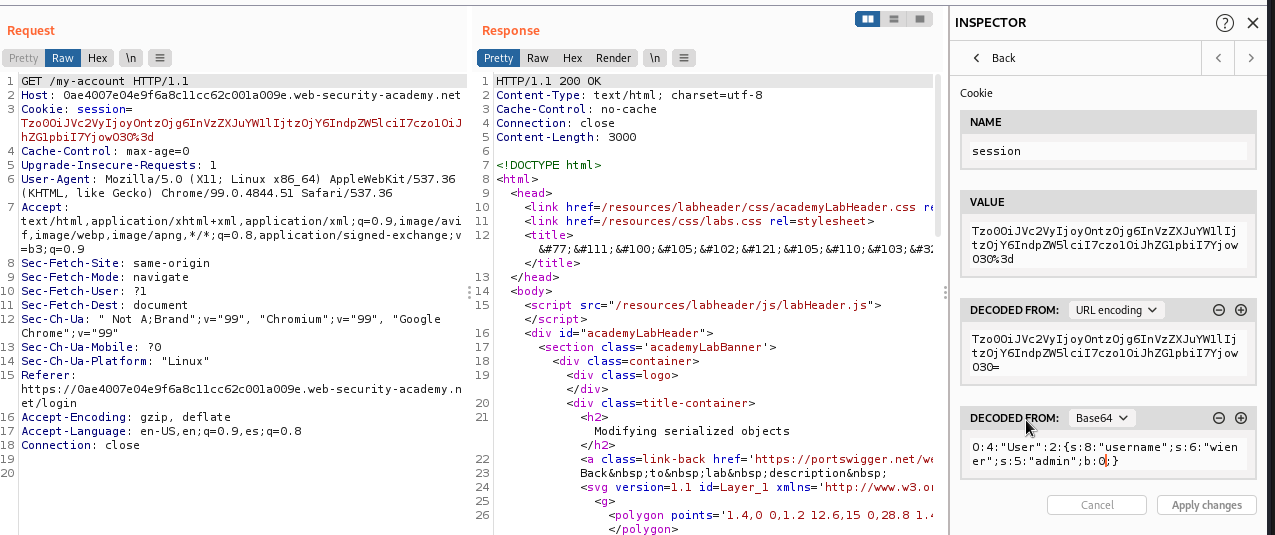 Request
Pretty Raw Hex \n
1 GET /my-account HTTP/1.1
2 Host: 0ae4007e04e9f6a8c11cc62c001a009e.web-security-academy.net
3 Cookie: session=
Tzo0OiJVc2VyIjoyOntzOjg6InVzZXJuYW1lIjtzOjY6IndpZW5lciI7czo1OiJ
hZG1pbiI7YjowO30%3d
4 Cache-Control: max-age=0
5 Upgrade-Insecure-Requests: 1
6 User-Agent: Mozilla/5.0 (X11; Linux x86_64) AppleWebKit/537.36
(KHTML, like Gecko) Chrome/99.0.4844.51 Safari/537.36
7 Accept:
text/html,application/xhtml+xml,application/xml;q=0.9,image/avi
f,image/webp,image/apng,*/*;q=0.8,application/signed-exchange;v
=b3;q=0.9
8 Sec-Fetch-Site: same-origin
9 Sec-Fetch-Mode: navigate
10 Sec-Fetch-User: ?1
11 Sec-Fetch-Dest: document
12 Sec-Ch-Ua: " Not A;Brand";v="99", "Chromium";v="99", "Google
Chrome";v="99"
13 Sec-Ch-Ua-Mobile: ?0
14 Sec-Ch-Ua-Platform: "Linux"
15 Referer:
https://0ae4007e04e9f6a8c11cc62c001a009e.web-security-academy.n
et/login
16 Accept-Encoding: gzip, deflate
17 Accept-Language: en-US,en;q=0.9,es;q=0.8
18 Connection: close
19
20
Response
Pretty Raw Hex Render \n
1 HTTP/1.1 200 OK
2 Content-Type: text/html; charset=utf-8
3 Cache-Control: no-cache
4 Connection: close
5 Content-Length: 3000
6
7 <!DOCTYPE html>
8 <html>
9 <head>
10 <link href=/resources/labheader/css/academyLabHeader.css re
11 <link href=/resources/css/labs.css rel=stylesheet>
12 <title>
&#77;&#111;&#100;&#105;&#102;&#121;&#105;&#110;&#103;&#32
</title>
13 </head>
14 <body>
15 <script src="/resources/labheader/js/labHeader.js">
</script>
16 <div id="academyLabHeader">
17 <section class='academyLabBanner'>
18 <div class=container>
19 <div class=logo>
</div>
20 <div class=title-container>
21 <h2>
Modifying serialized objects
</h2>
22 <a class=link-back href='https://portswigger.net/we
23 Back&nbsp;to&nbsp;lab&nbsp;description&nbsp;
24 <svg version=1.1 id=Layer_1 xmlns='http://www.w3.or
25 <g>
26 <polygon points='1.4,0 0,1.2 12.6,15 0,28.8 1.4
</polygon>
INSPECTOR
Back
Cookie
NAME
session
VALUE
Tzo0OiJVc2VyIjoyOntzOjg6InVzZXJuYW1lIj
tzOjY6IndpZW5lciI7czo1OiJhZG1pbiI7Yjow
O30%3d
DECODED FROM: URL encoding
Tzo0OiJVc2VyIjoyOntzOjg6InVzZXJuYW1lIj
tzOjY6IndpZW5lciI7czo1OiJhZG1pbiI7Yjow
O30=
DECODED FROM: Base64
O:4:"User":2:{s:8:"username";s:6:"wien
er";s:5:"admin";b:0;}
Cancel Apply changes